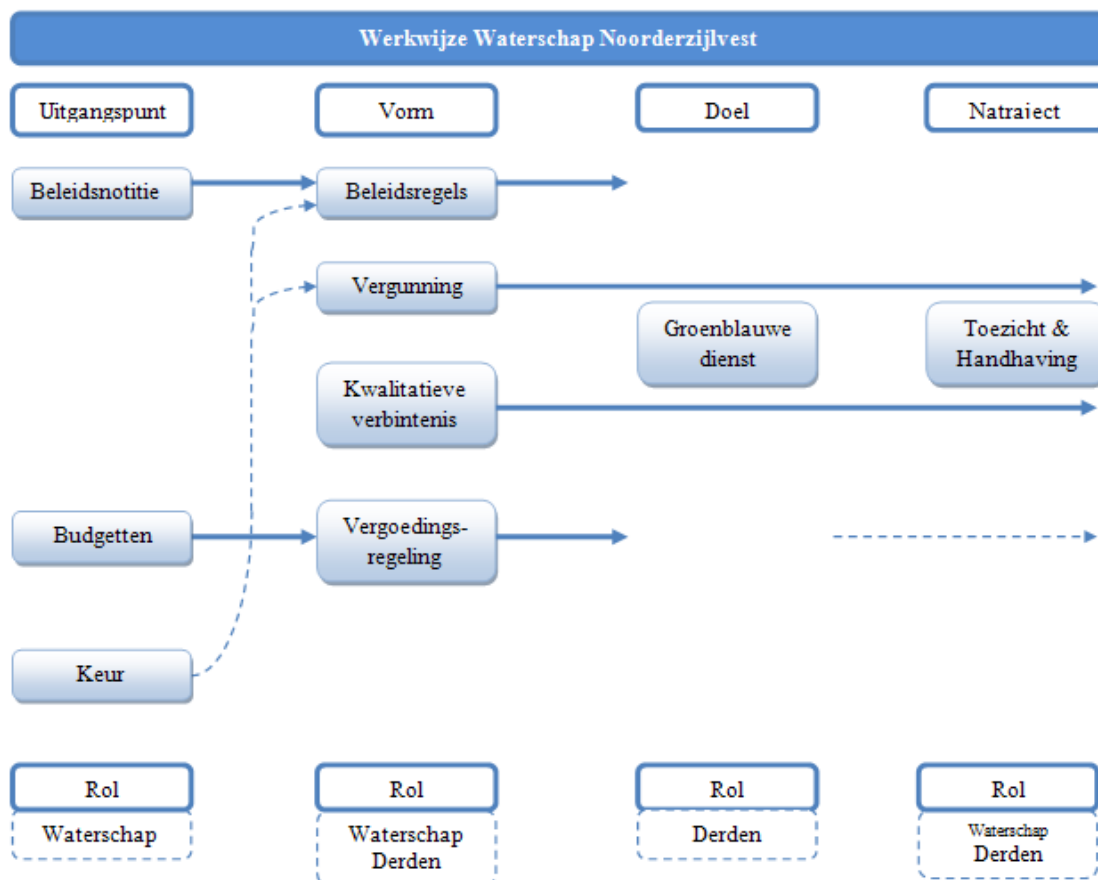 Werkwijze Waterschap Noorderzijlvest
Uitgangspunt
Vorm
Doel
Natraject
Beleidsnotitie
Beleidsregels
Vergunning
Groenblauwe
dienst
Toezicht &
Handhaving
Kwalitatieve
verbintenis
Budgetten
Vergoedings-
regeling
Keur
Rol
Rol
Rol
Rol
Waterschap
Waterschap
Derden
Derden
Waterschap
Derden